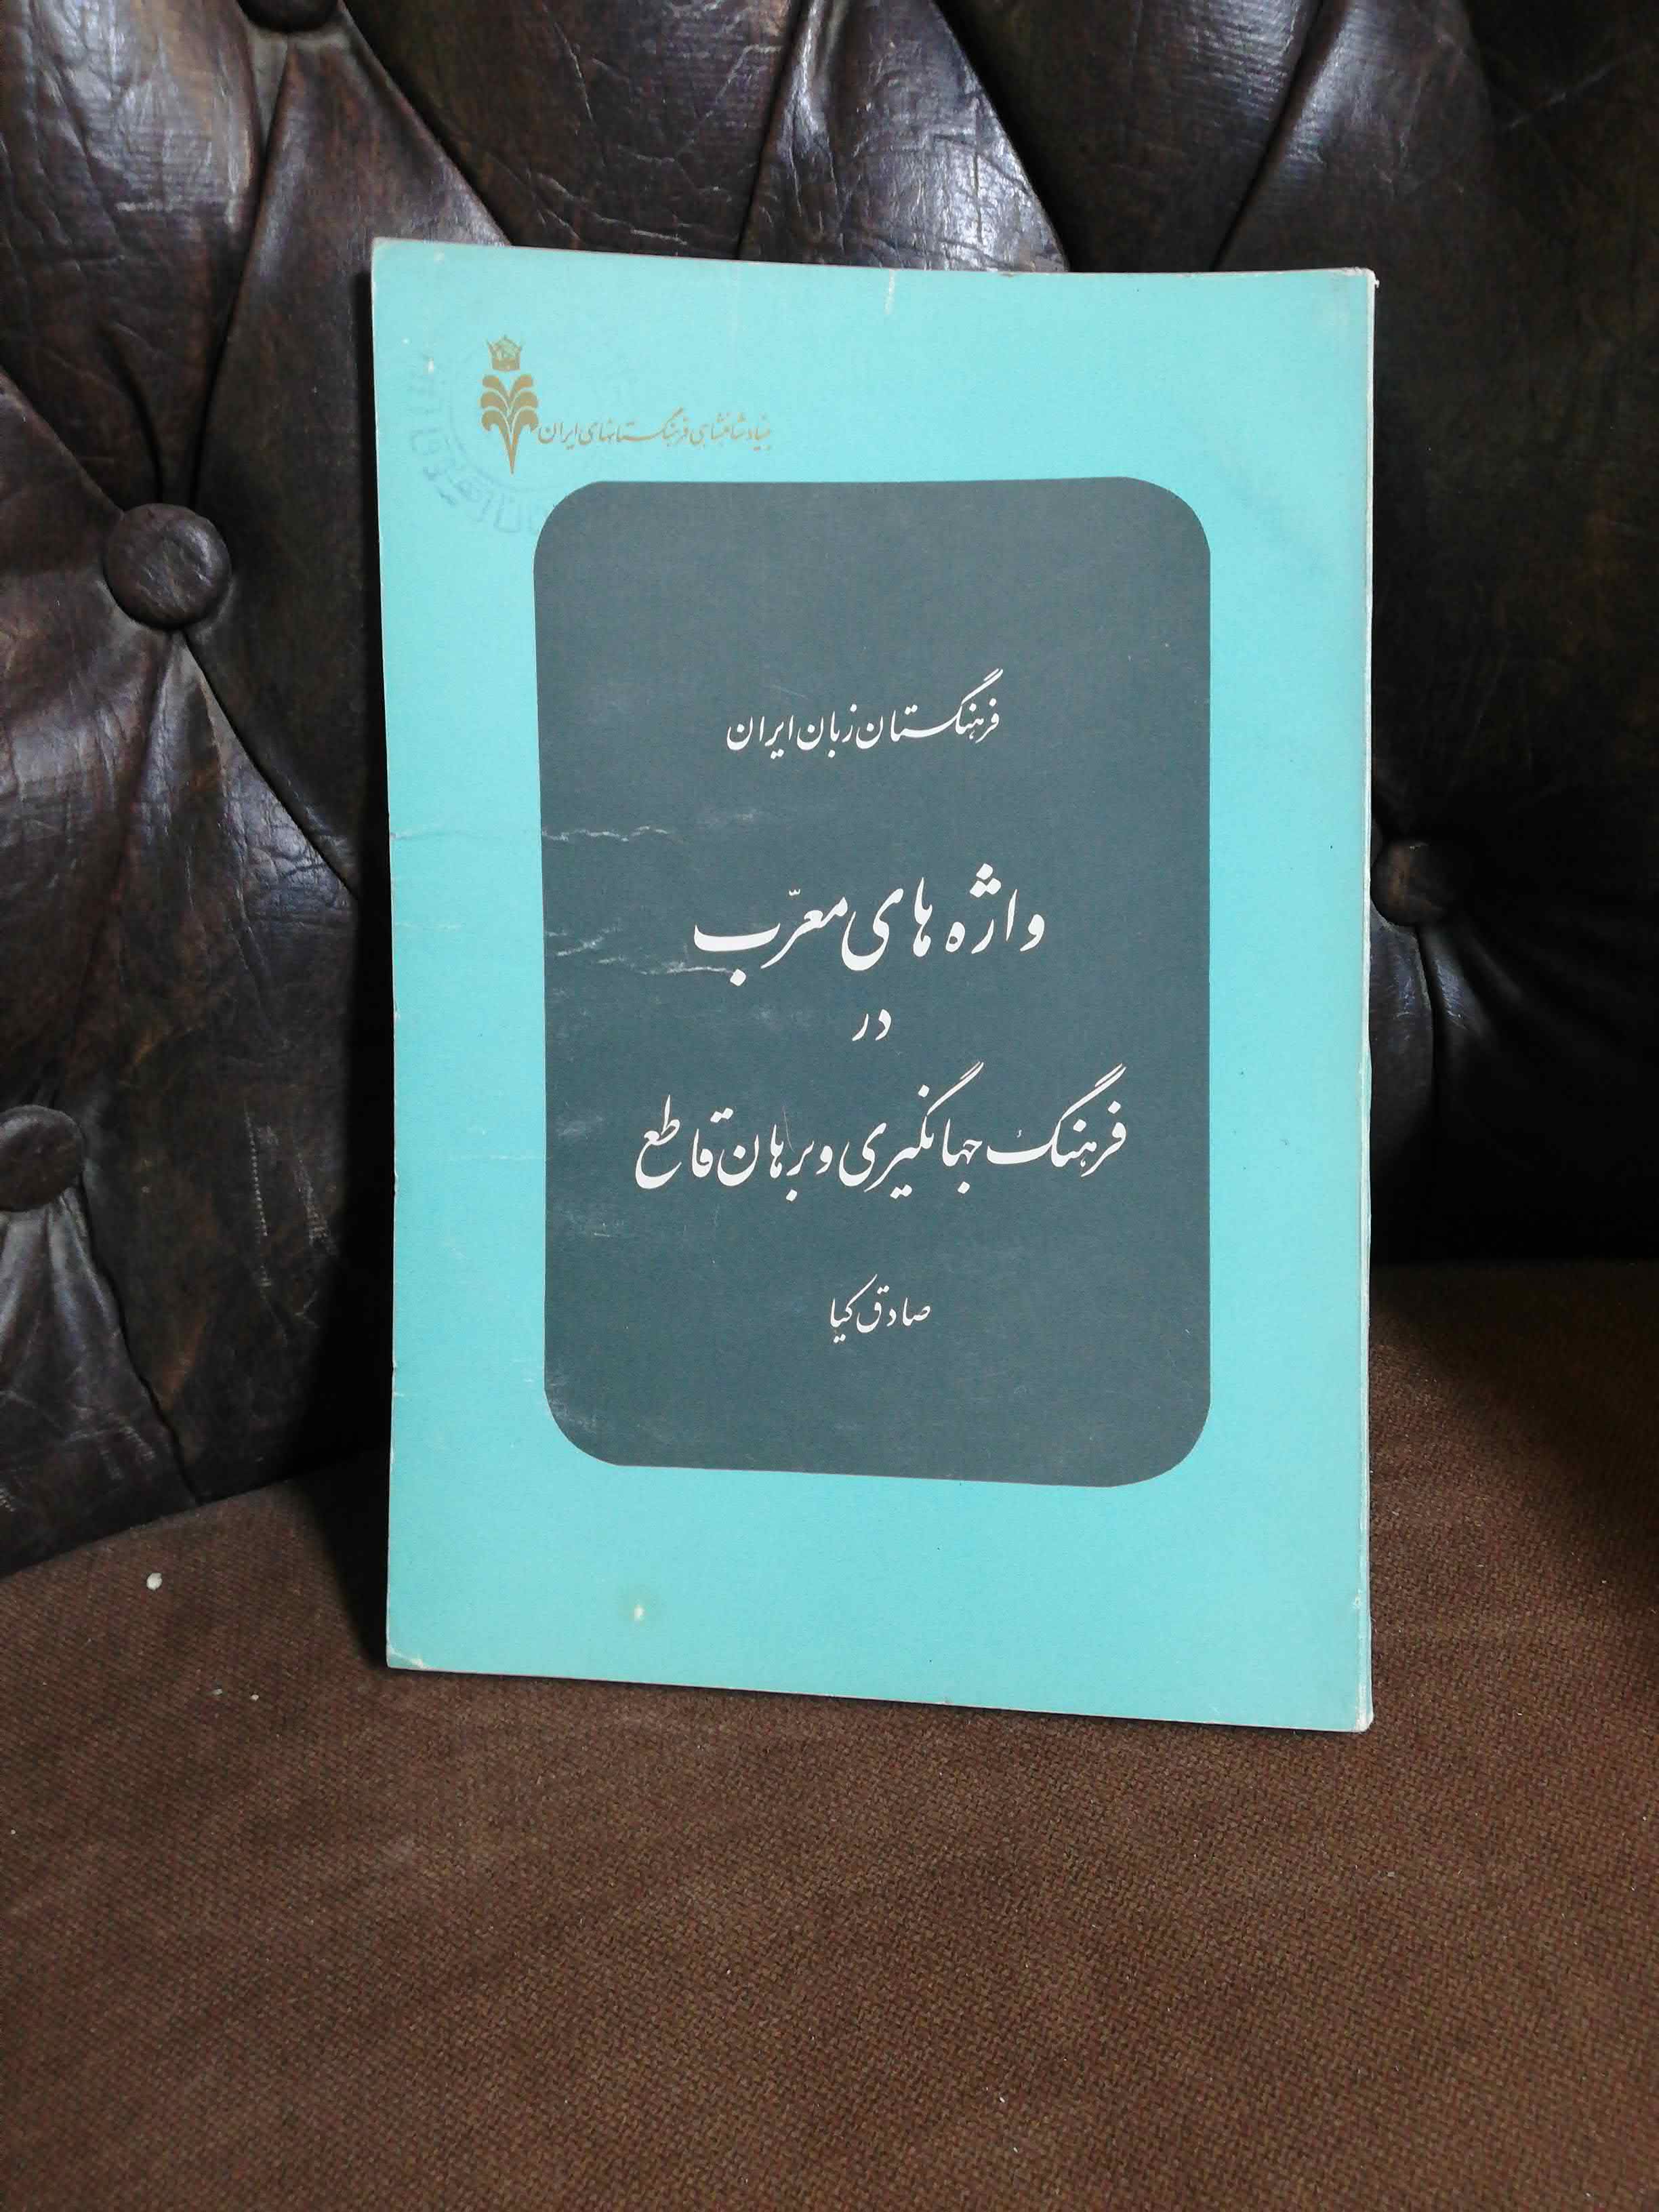 بنیاد شاهنشاهی فرهنگستانهای ایران
فرهنگستان زبان ایران
واژه های معرّب
در
فرهنگ جهانگیری و برهان قاطع
صادق کیا